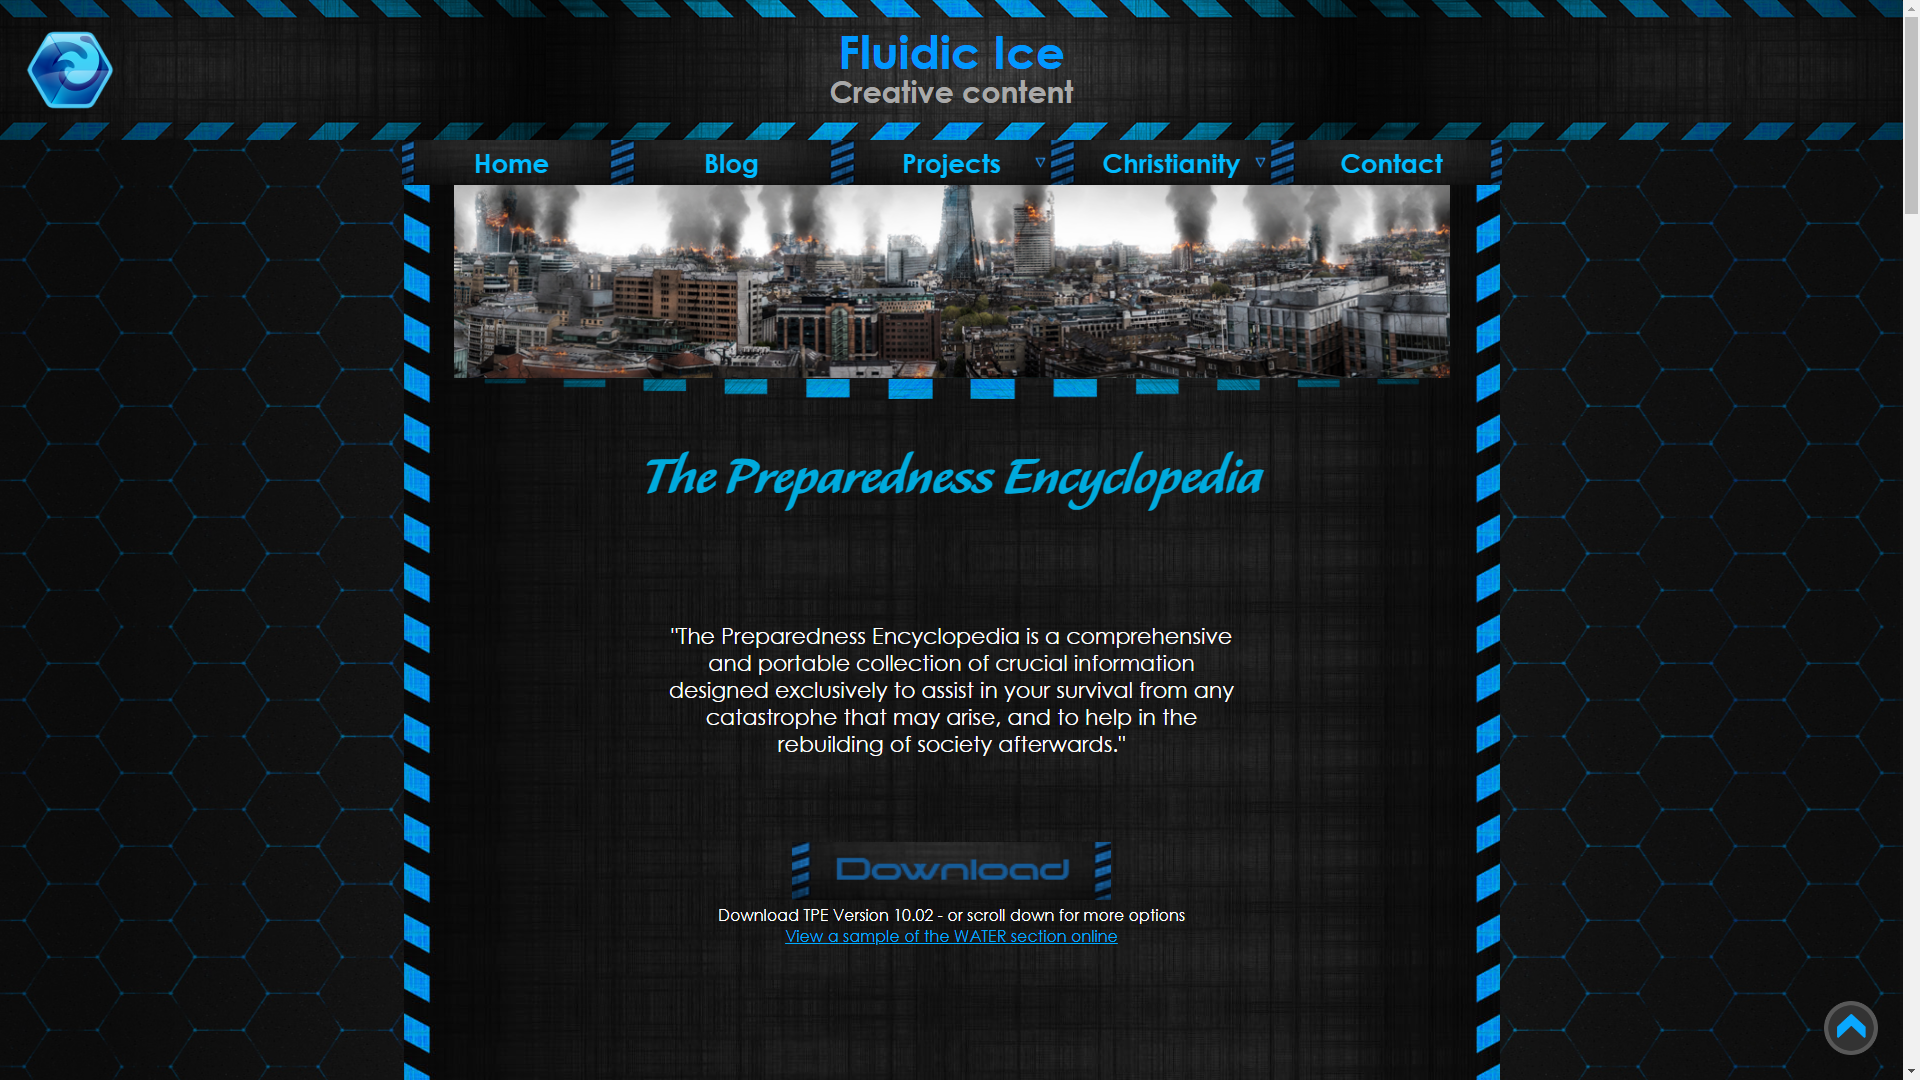 Fluidic Ice
Creative content
Home
Blog
Projects
Christianity
Contact
The Preparedness Encyclopedia
"The Preparedness Encyclopedia is a comprehensive
and portable collection of crucial information
designed exclusively to assist in your survival from any
catastrophe that may arise, and to help in the
rebuilding of society afterwards."
Download
Download TPE Version 10.02 - or scroll down for more options
View a sample of the WATER section online